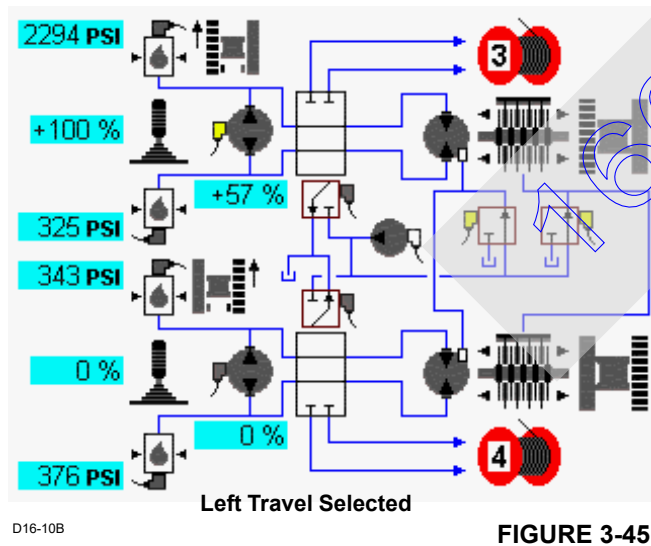 2294 PSI
3
+100 %
+57 %
325 PSI
343 PSI
0 %
0 %
4
376 PSI
Left Travel Selected
D16-10B
FIGURE 3-45